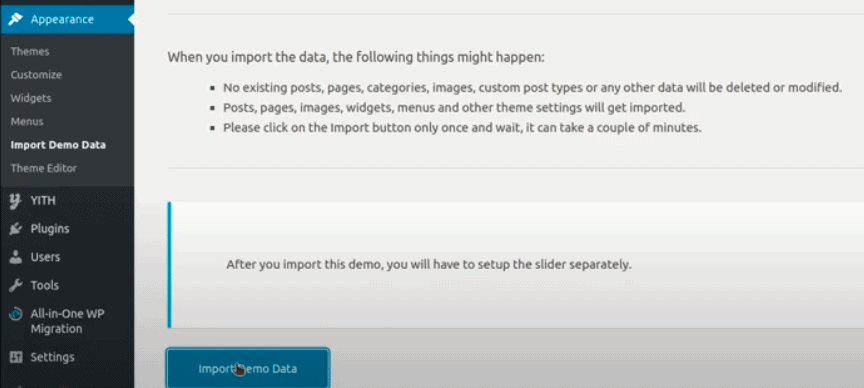 Appearance
Themes
Customize
Widgets
Menus
Import Demo Data
Theme Editor
YITH
Plugins
Users
Tools
All-in-One WP
Migration
Settings
When you import the data, the following things might happen:
▪ No existing posts, pages, categories, images, custom post types or any other data will be deleted or modified.
▪ Posts, pages, images, widgets, menus and other theme settings will get imported.
▪ Please click on the Import button only once and wait, it can take a couple of minutes.
After you import this demo, you will have to setup the slider separately.
Import Demo Data